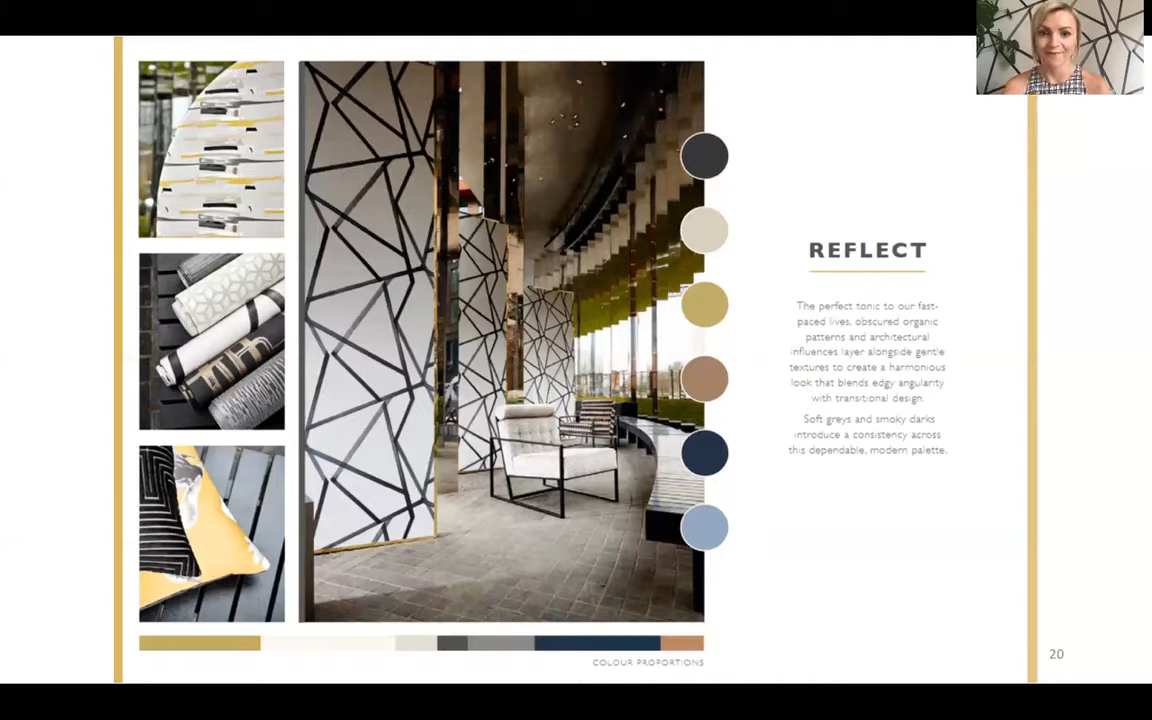 REFLECT
The perfect tonic to our fast-
paced lives, obscured organic
patterns and architectural
influences layer alongside gentle
textures to create a harmonious
look that blends edgy angularity
with transitional design.
Soft greys and smoky darks
introduce a consistency across
this dependable, modern palette.
COLOUR PROPORTIONS
20